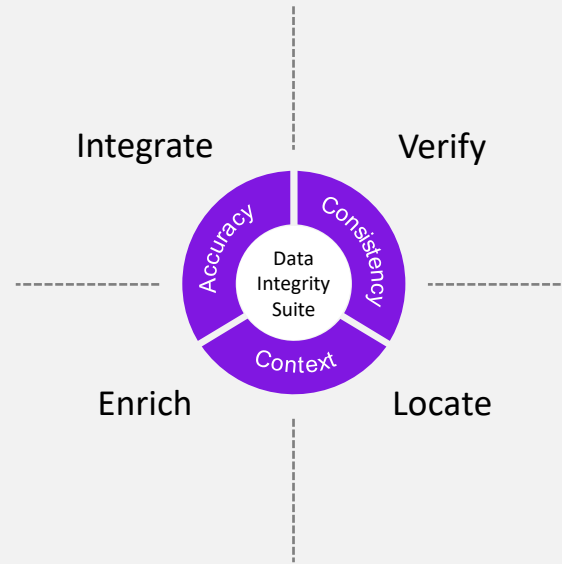 Integrate
Verify
Accuracy
Consistency
Data
Integrity
Suite
Context
Enrich
Locate